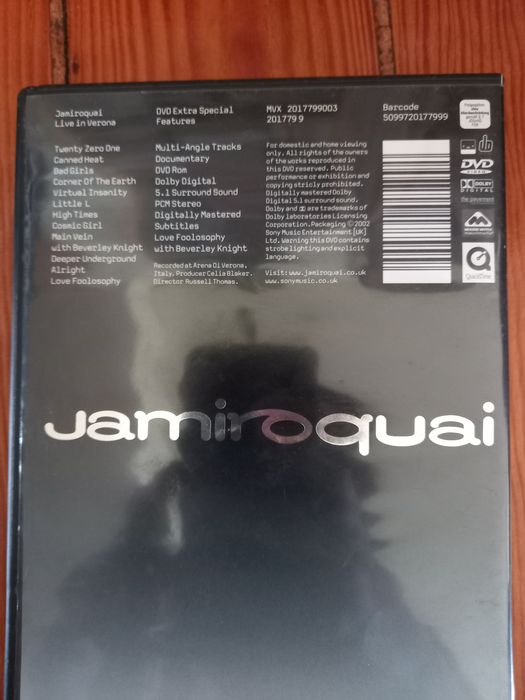 Jamiroquai
Live in Verona
Twenty Zero One
Canned Heat
Bad Girls
Corner Of The Earth
Virtual Insanity
Little L
High Times
Cosmic Girl
Main Vein
with Beverley Knight
Deeper Underground
Alright
Love Foolosophy
DVD Extra Special
Features
Multi-Angle Tracks
Documentary
DVD Rom
Dolby Digital
5.1 Surround Sound
PCM Stereo
Digitally Mastered
Subtitles
Love Foolosophy
with Beverley Knight
Recorded at Arena Di Verona,
Italy. Producer Celia Blaker.
Director Russell Thomas.
MVX 2017799003
201779 9
For domestic and home viewing
only. All rights of the owners
of the works reproduced in
this DVD reserved. Public
performance or exhibition and
copying strictly prohibited.
Digitally mastered Dolby
Digital 5.1 surround sound.
Dolby and are trademarks of
Dolby laboratories Licensing
Corporation. Packaging ©2002
Sony Music Entertainment [UK]
Ltd. Warning this DVD contains
strobe lighting and explicit
language.
Visit: www.jamiroquai.co.uk
www.sonymusic.co.uk
Barcode
5099720177999
DVD
VIDEO
DOLBY
DIGITAL
the pavement
QuickTime
Jamiroquai